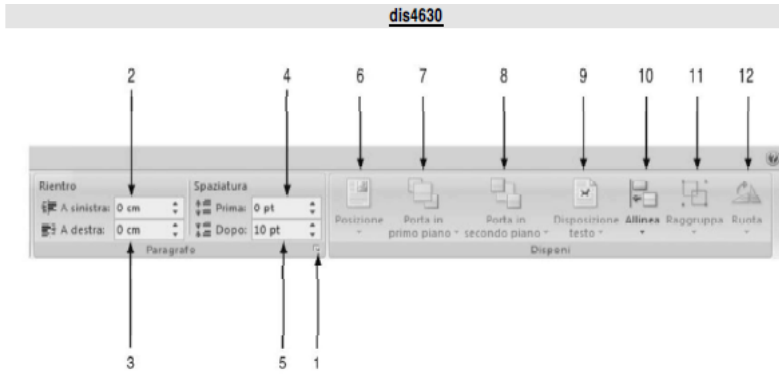 dis4630
2 4 6 7 8 9 10 11 12
Rientro Spaziatura
A sinistra: 0 cm Prima: 0 pt Posizione Porta in primo piano Porta in secondo piano Disposizione testo Allinea Raggruppa Ruota
A destra: 0 cm Dopo: 10 pt
Paragrafo Disponi
3 5 1